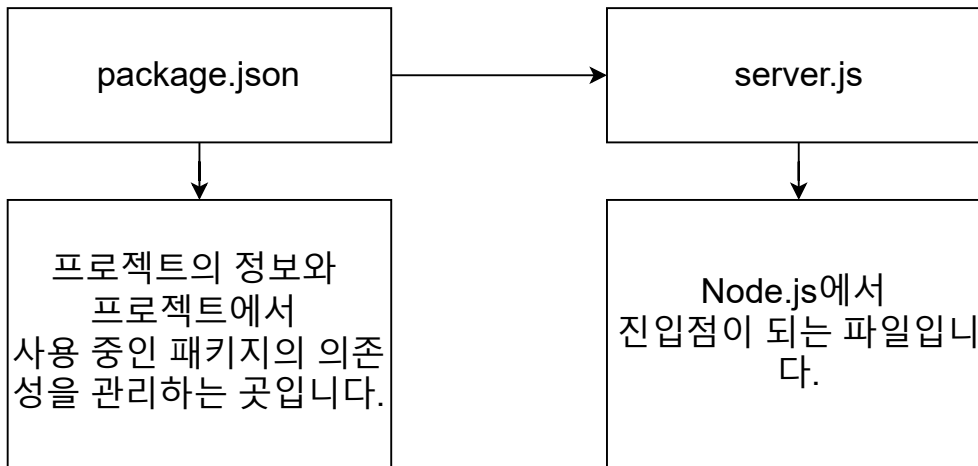 package.json
server.js
프로젝트의 정보와
프로젝트에서
사용 중인 패키지의 의존
성을 관리하는 곳입니다.
Node.js에서
진입점이 되는 파일입니
다.